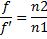 f/f' = n2/n1